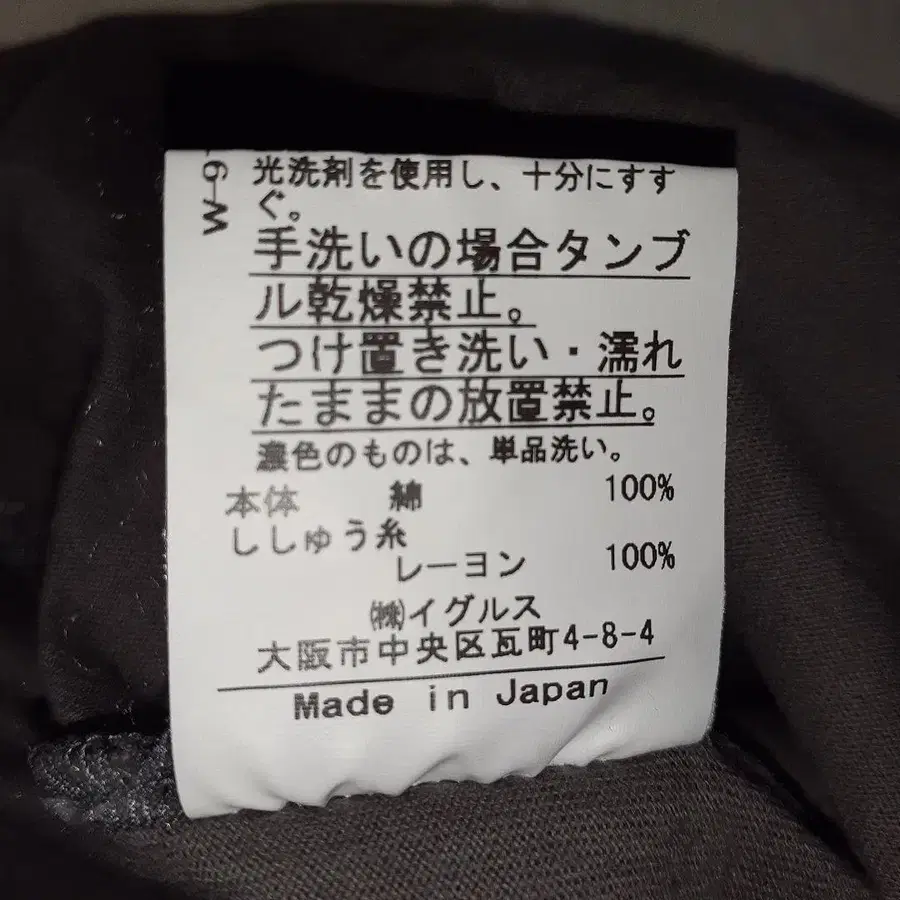 光洗剤を使用し、十分にすす
ぐ。
手洗いの場合タンブ
ル乾燥禁止。
つけ置き洗い・濡れ
たままの放置禁止。
濃色のものは、単品洗い。
本体 綿 100%
ししゅう糸
レーヨン 100%
㈱イグルス
大阪市中央区瓦町4-8-4
Made in Japan